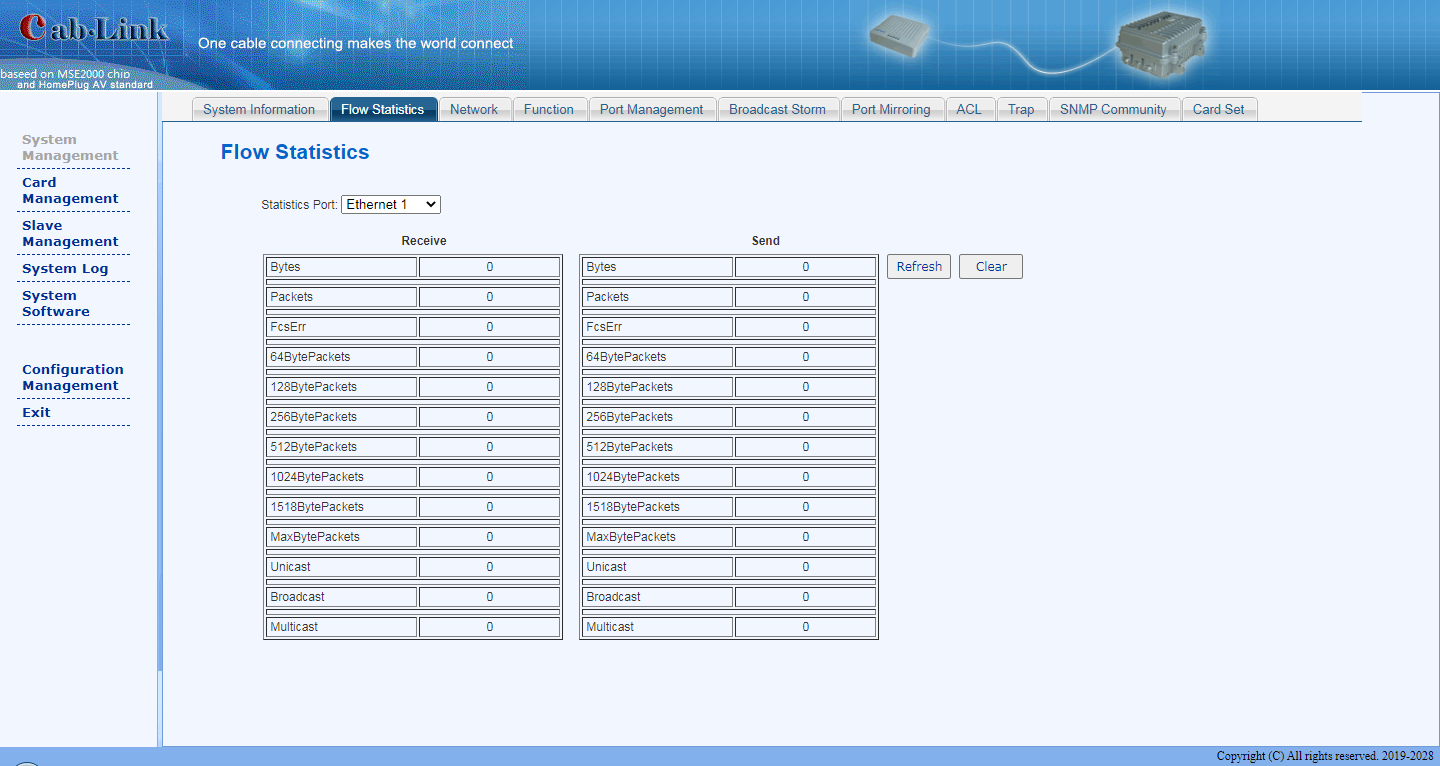 Cab·Link
One cable connecting makes the world connect
baseed on MSE2000 chip
and HomePlug AV standard
System Information Flow Statistics Network Function Port Management Broadcast Storm Port Mirroring ACL Trap SNMP Community Card Set
System
Management
Card
Management
Slave
Management
System Log
System
Software
Configuration
Management
Exit
Flow Statistics
Statistics Port: Ethernet 1
Receive Send
Bytes 0 Bytes 0 Refresh Clear
Packets 0 Packets 0
FcsErr 0 FcsErr 0
64BytePackets 0 64BytePackets 0
128BytePackets 0 128BytePackets 0
256BytePackets 0 256BytePackets 0
512BytePackets 0 512BytePackets 0
1024BytePackets 0 1024BytePackets 0
1518BytePackets 0 1518BytePackets 0
MaxBytePackets 0 MaxBytePackets 0
Unicast 0 Unicast 0
Broadcast 0 Broadcast 0
Multicast 0 Multicast 0
Copyright (C) All rights reserved. 2019-2028